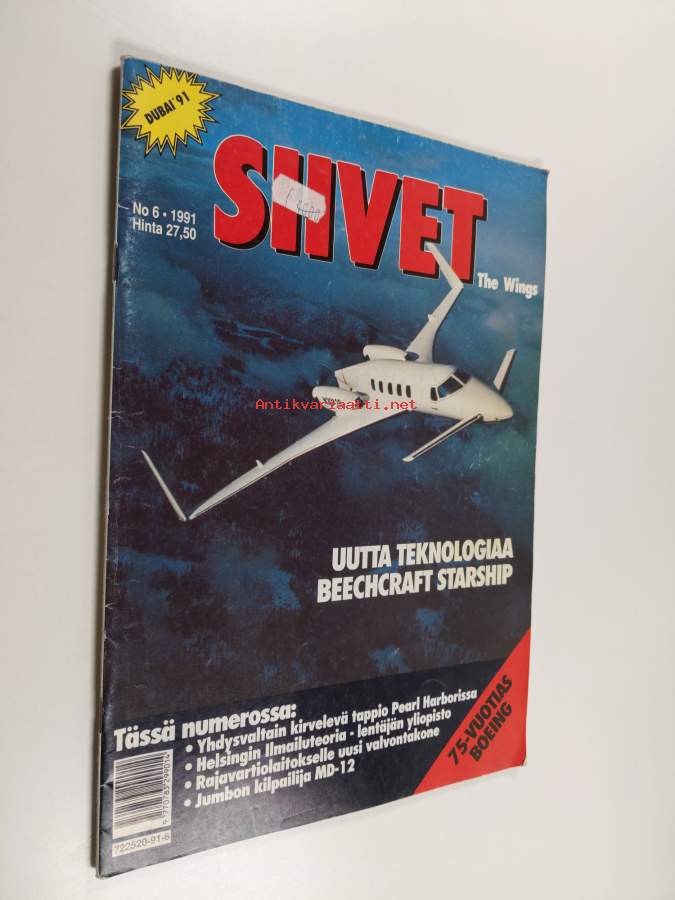 DUBAI '91
SIIVET
The Wings
No 6 • 1991
Hinta 27,50
Antikvariaatti.net
UUTTA TEKNOLOGIAA
BEECHCRAFT STARSHIP
Tässä numerossa:
• Yhdysvaltain kirvelevä tappio Pearl Harborissa
• Helsingin Ilmailuteoria - lentäjän yliopisto
• Rajavartiolaitokselle uusi valvontakone
• Jumbon kilpailija MD-12
75-VUOTIAS
BOEING
722520-91-6